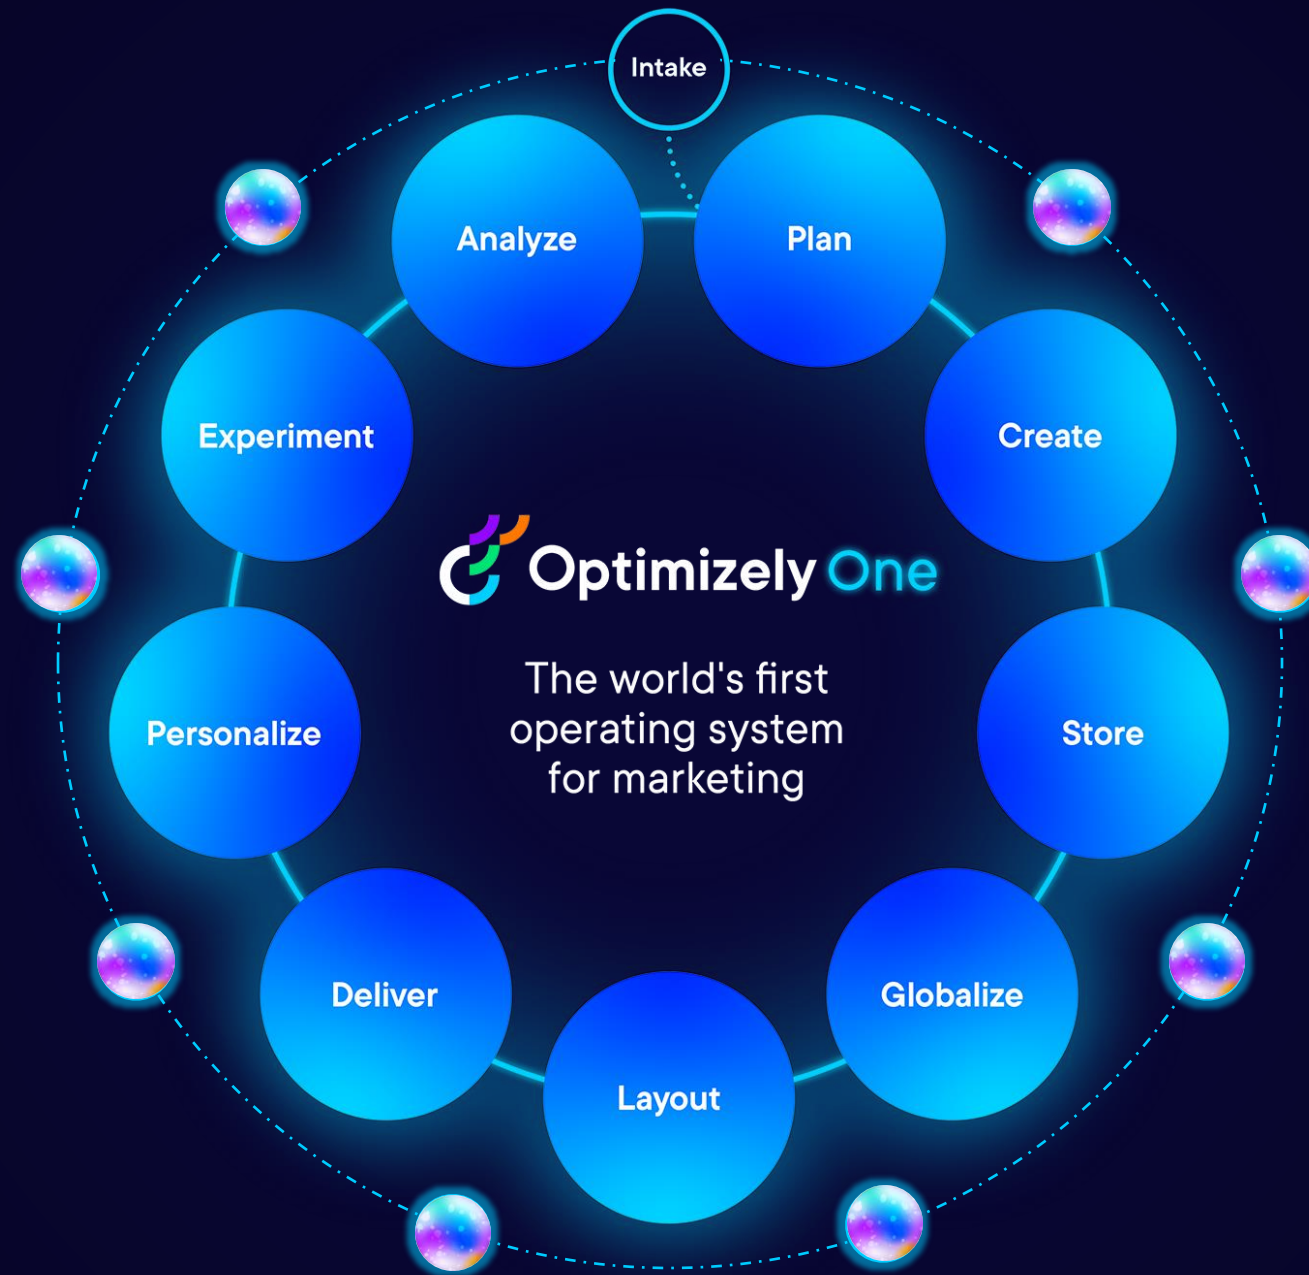 Intake
Analyze
Plan
Experiment
Create
Optimizely One
The world's first
operating system
for marketing
Personalize
Store
Deliver
Globalize
Layout